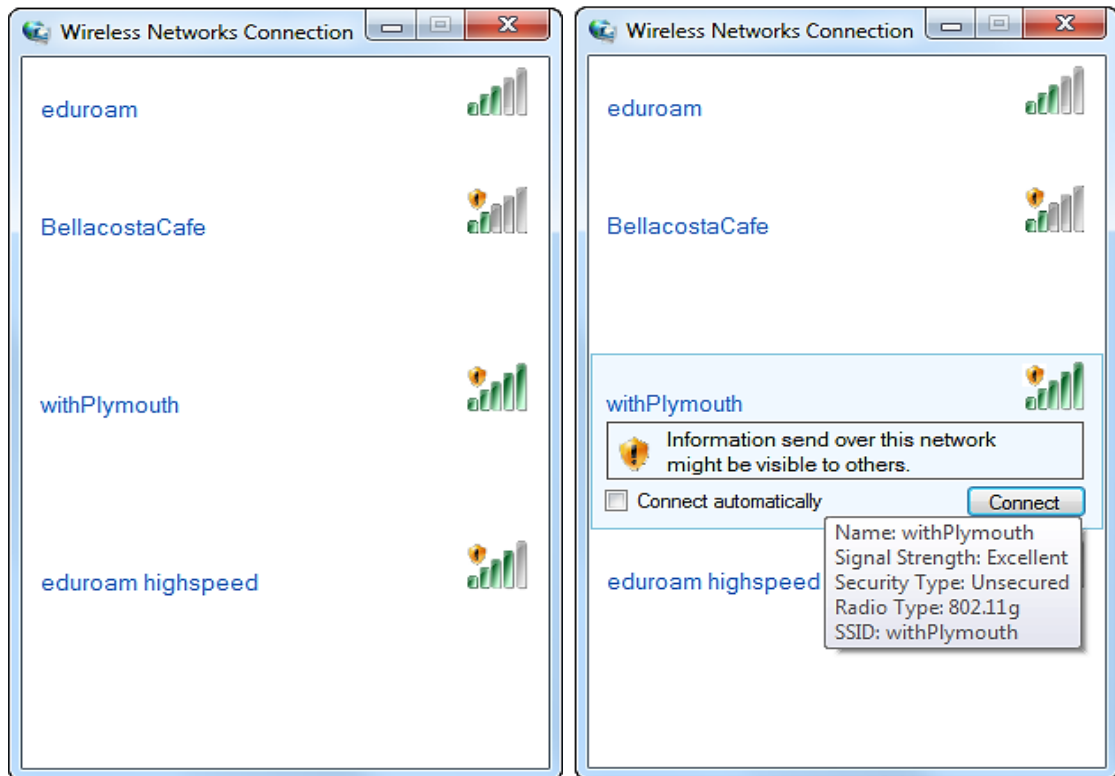 Wireless Networks Connection
eduroam
BellacostaCafe
withPlymouth
eduroam highspeed
Wireless Networks Connection
eduroam
BellacostaCafe
withPlymouth
Information send over this network
might be visible to others.
Connect automatically
Connect
Name: withPlymouth
Signal Strength: Excellent
Security Type: Unsecured
Radio Type: 802.11g
SSID: withPlymouth
eduroam highspeed